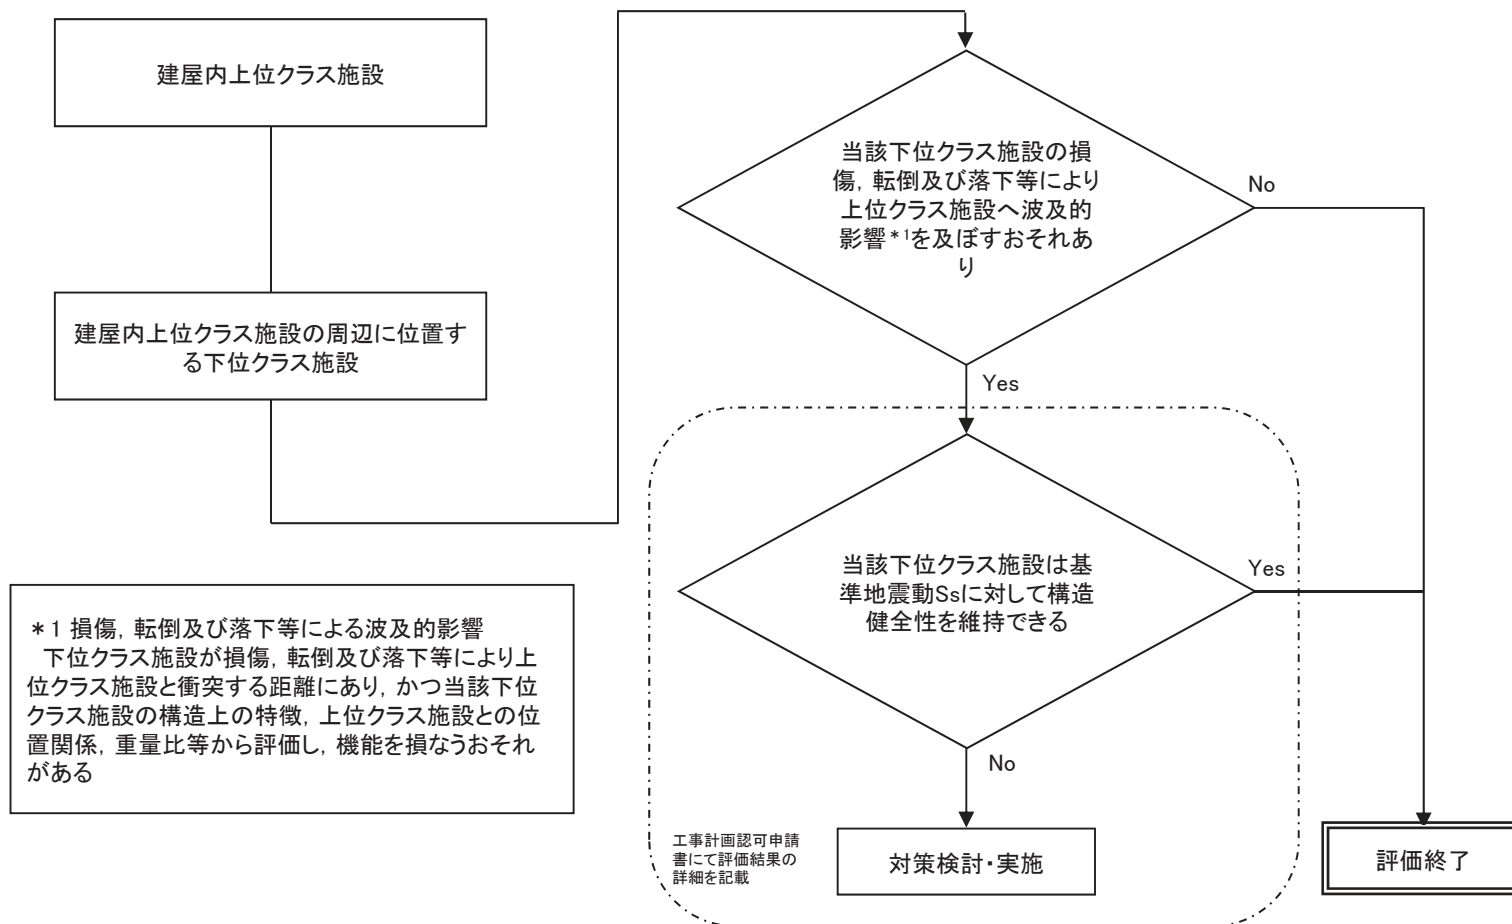 建屋内上位クラス施設
建屋内上位クラス施設の周辺に位置す
る下位クラス施設
当該下位クラス施設の損
傷，転倒及び落下等により
上位クラス施設へ波及的
影響*1を及ぼすおそれあ
り
No
Yes
当該下位クラス施設は基
準地震動Ssに対して構造
健全性を維持できる
Yes
No
工事計画認可申請
書にて評価結果の
詳細を記載
対策検討・実施
評価終了
*1 損傷，転倒及び落下等による波及的影響
下位クラス施設が損傷，転倒及び落下等により上
位クラス施設と衝突する距離にあり，かつ当該下位
クラス施設の構造上の特徴，上位クラス施設との位
置関係，重量比等から評価し，機能を損なうおそれ
がある